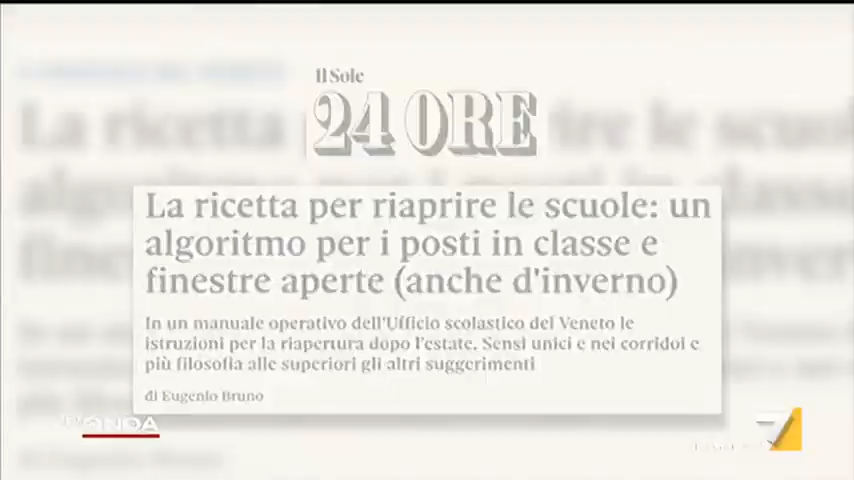 Il Sole
24 ORE
La ricetta per riaprire le scuole: un
algoritmo per i posti in classe e
finestre aperte (anche d'inverno)
In un manuale operativo dell'Ufficio scolastico del Veneto le
istruzioni per la riapertura dopo l'estate. Sensi unici e nei corridoi e
più filosofia alle superiori gli altri suggerimenti
di Eugenio Bruno
L'ONDA
7